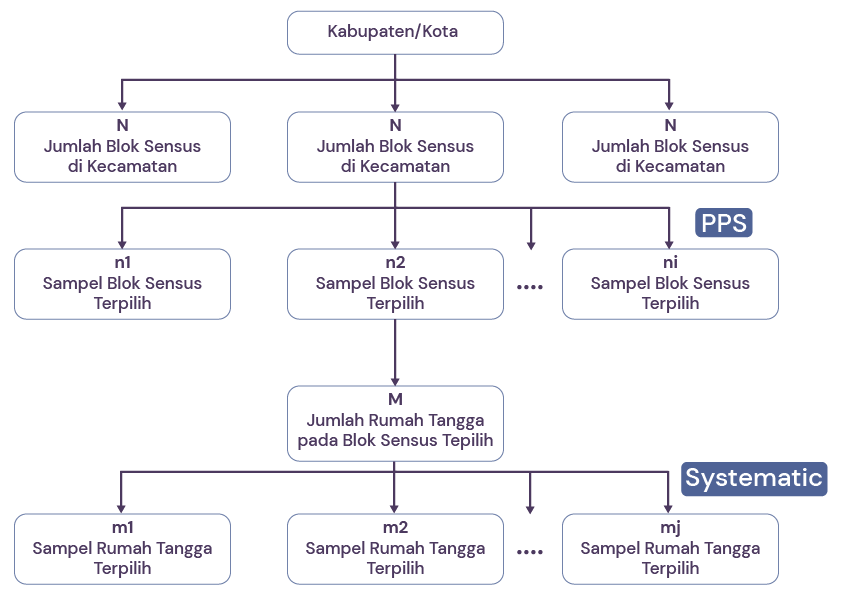 Kabupaten/Kota
N
Jumlah Blok Sensus
di Kecamatan
N
Jumlah Blok Sensus
di Kecamatan
N
Jumlah Blok Sensus
di Kecamatan
PPS
n1
Sampel Blok Sensus
Terpilih
n2
Sampel Blok Sensus
Terpilih
....
ni
Sampel Blok Sensus
Terpilih
M
Jumlah Rumah Tangga
pada Blok Sensus Tepilih
Systematic
m1
Sampel Rumah Tangga
Terpilih
m2
Sampel Rumah Tangga
Terpilih
....
mj
Sampel Rumah Tangga
Terpilih